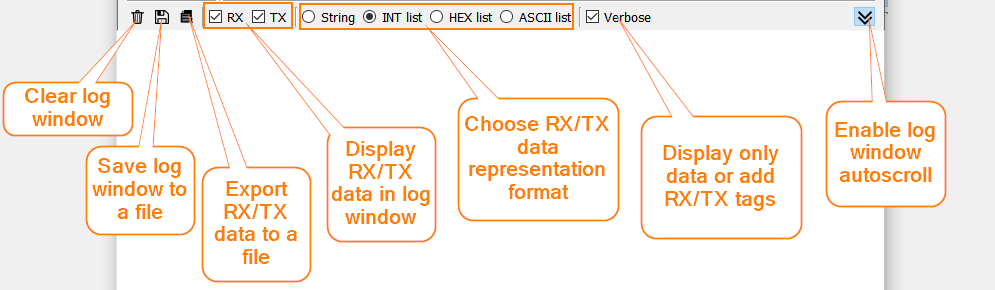 RX TX String INT list HEX list ASCII list Verbose
Clear log
window
Save log
window to
a file
Export
RX/TX
data to a
file
Display
RX/TX
data in log
window
Choose RX/TX
data
representation
format
Display only
data or add
RX/TX tags
Enable log
window
autoscroll